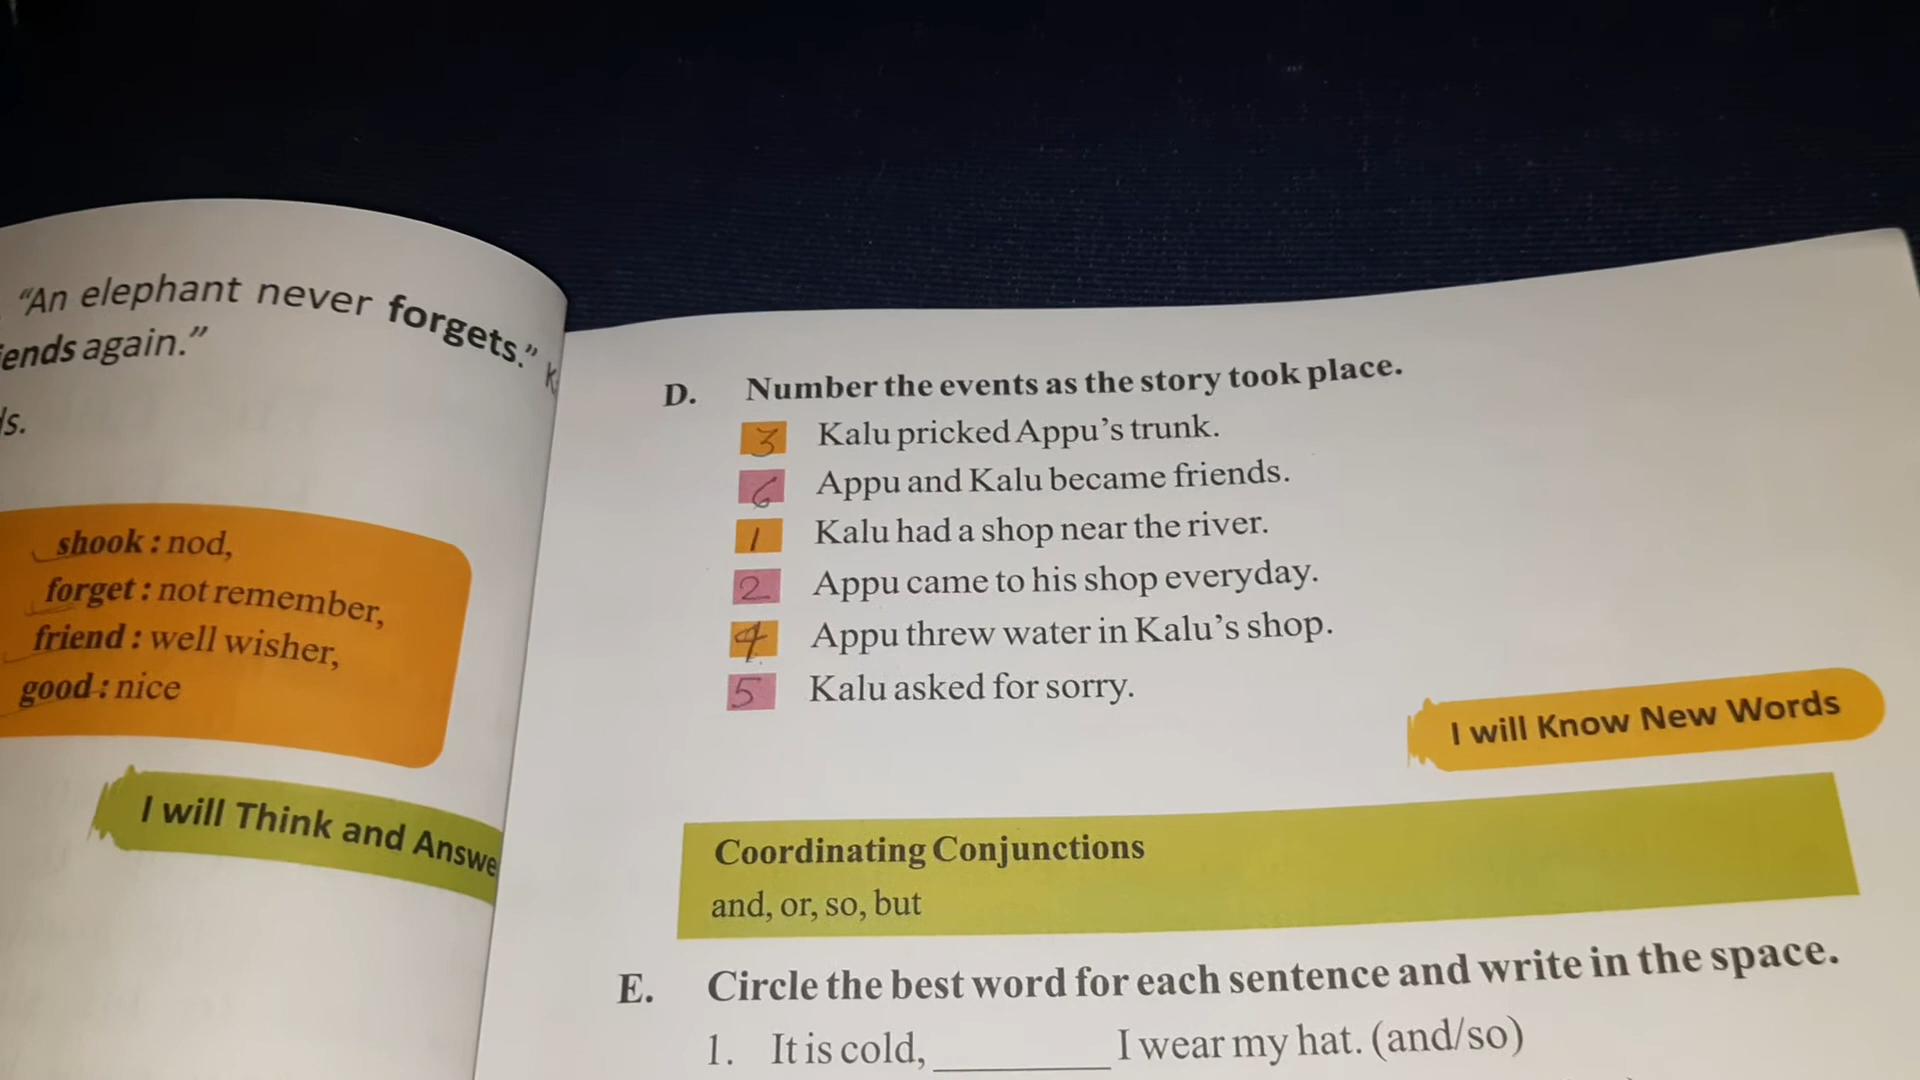 “An elephant never forgets.”
ends again.”
s.
shook : nod,
forget : not remember,
friend : well wisher,
good : nice
I will Think and Answe
D. Number the events as the story took place.
3 Kalu pricked Appu’s trunk.
6 Appu and Kalu became friends.
1 Kalu had a shop near the river.
2 Appu came to his shop everyday.
4 Appu threw water in Kalu’s shop.
5 Kalu asked for sorry.
I will Know New Words
Coordinating Conjunctions
and, or, so, but
E. Circle the best word for each sentence and write in the space.
1. It is cold, __________ I wear my hat. (and/so)